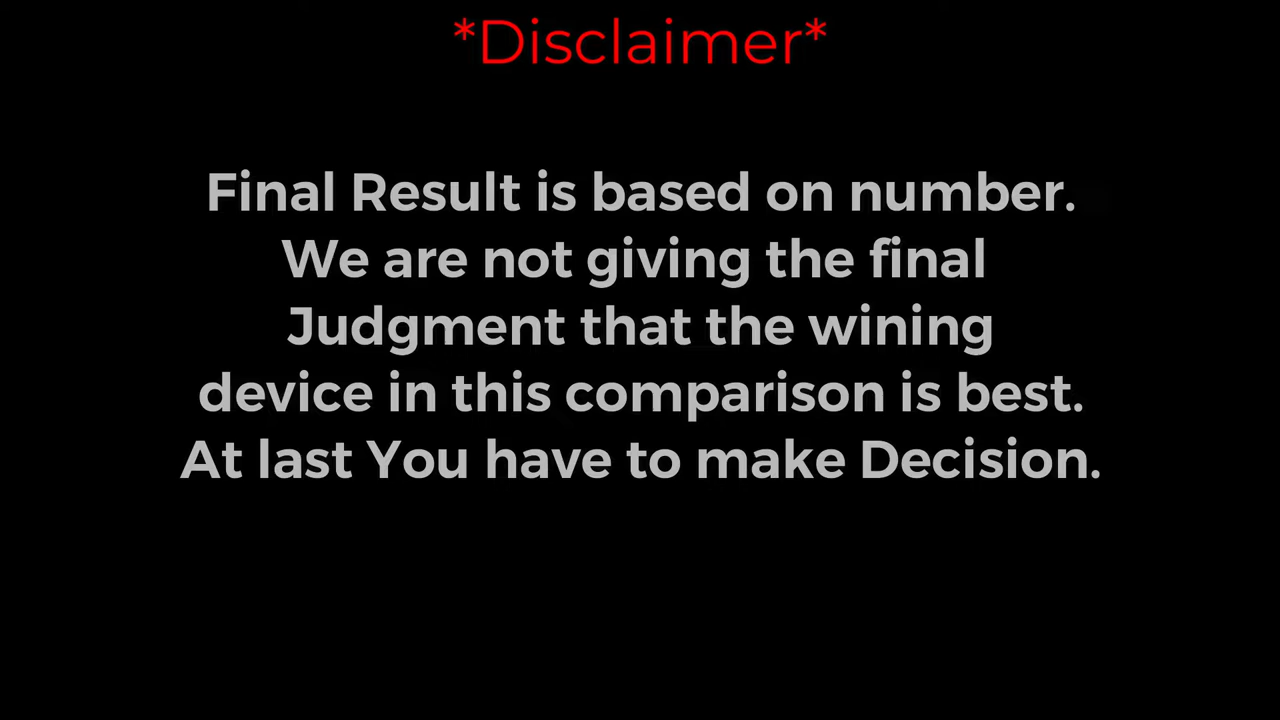 *Disclaimer*
Final Result is based on number.
We are not giving the final
Judgment that the wining
device in this comparison is best.
At last You have to make Decision.